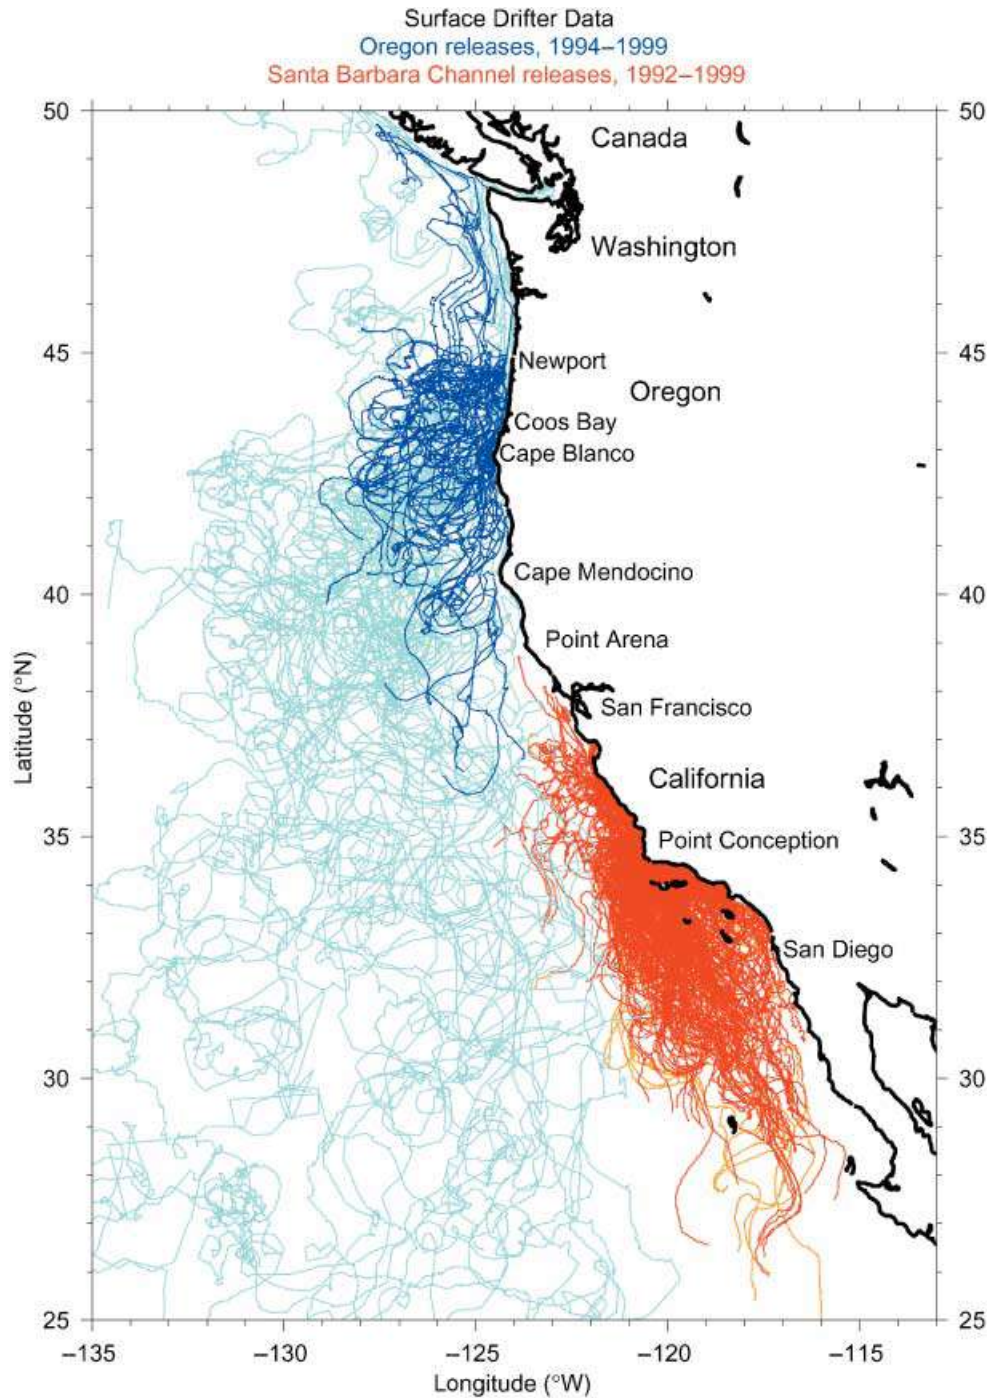 Surface Drifter Data
Oregon releases, 1994–1999
Santa Barbara Channel releases, 1992–1999
50
50
Canada
Washington
45
45
Newport
Oregon
Coos Bay
Cape Blanco
Cape Mendocino
40
40
Point Arena
San Francisco
Latitude (°N)
California
35
35
Point Conception
San Diego
30
30
25
25
–135
–130
–125
–120
–115
Longitude (°W)